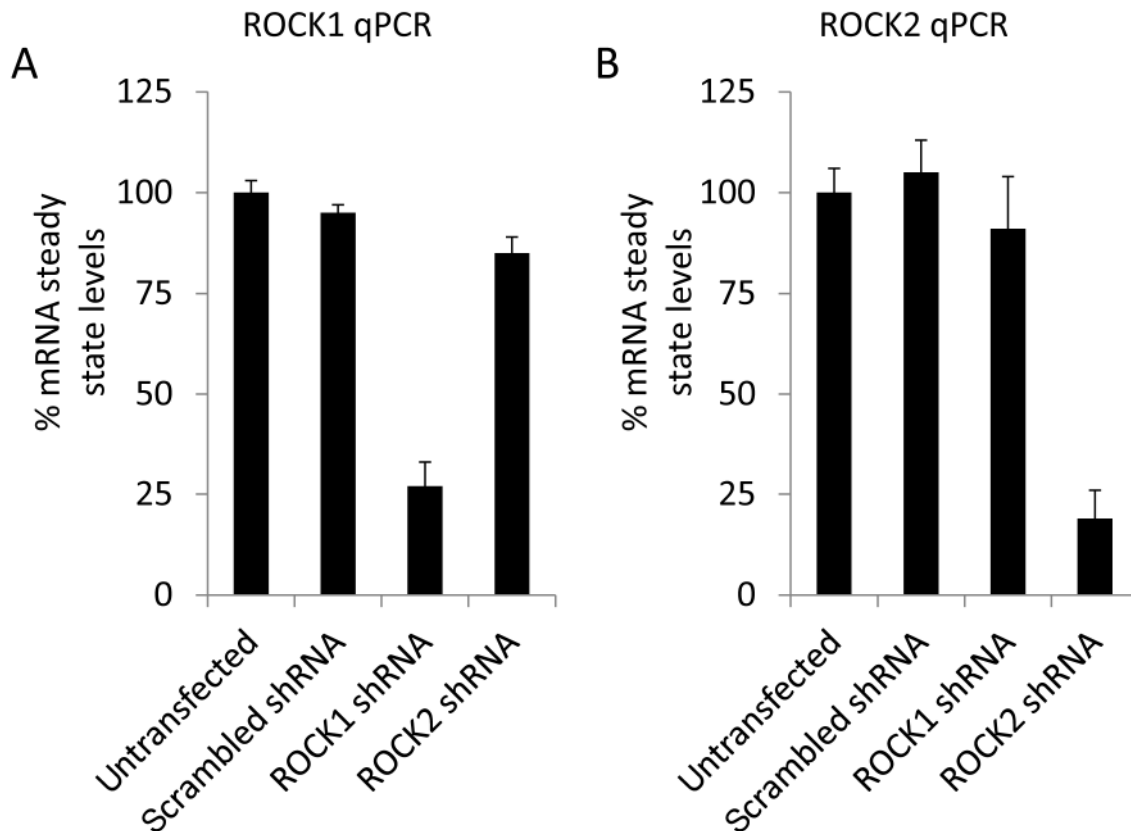 ROCK1 qPCR
A
% mRNA steady
state levels
125
100
75
50
25
0
Untransfected
Scrambled shRNA
ROCK1 shRNA
ROCK2 shRNA
ROCK2 qPCR
B
% mRNA steady
state levels
125
100
75
50
25
0
Untransfected
Scrambled shRNA
ROCK1 shRNA
ROCK2 shRNA